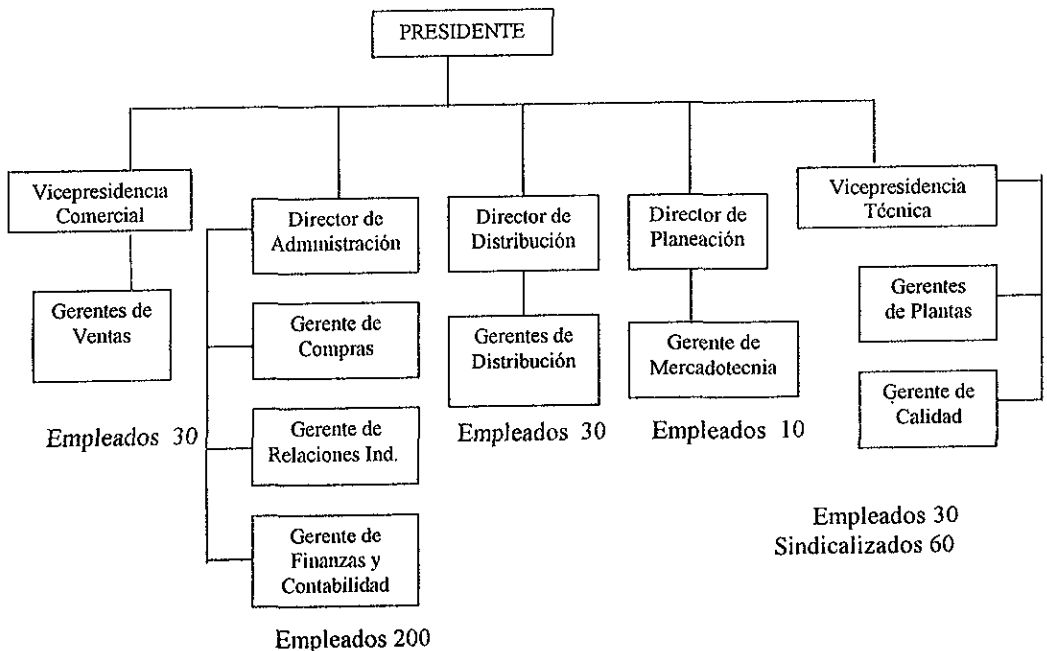 PRESIDENTE
Vicepresidencia
Comercial
Gerentes de
Ventas
Empleados 30
Director de
Administración
Gerente de
Compras
Gerente de
Relaciones Ind.
Gerente de
Finanzas y
Contabilidad
Empleados 200
Director de
Distribución
Gerentes de
Distribución
Empleados 30
Director de
Planeación
Gerente de
Mercadotecnia
Empleados 10
Vicepresidencia
Técnica
Gerentes
de Plantas
Gerente de
Calidad
Empleados 30
Sindicalizados 60